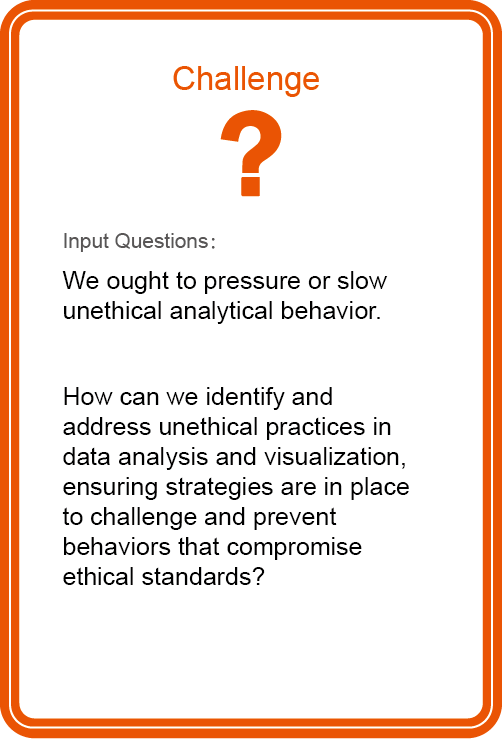 Challenge
?
Input Questions:
We ought to pressure or slow
unethical analytical behavior.
How can we identify and
address unethical practices in
data analysis and visualization,
ensuring strategies are in place
to challenge and prevent
behaviors that compromise
ethical standards?